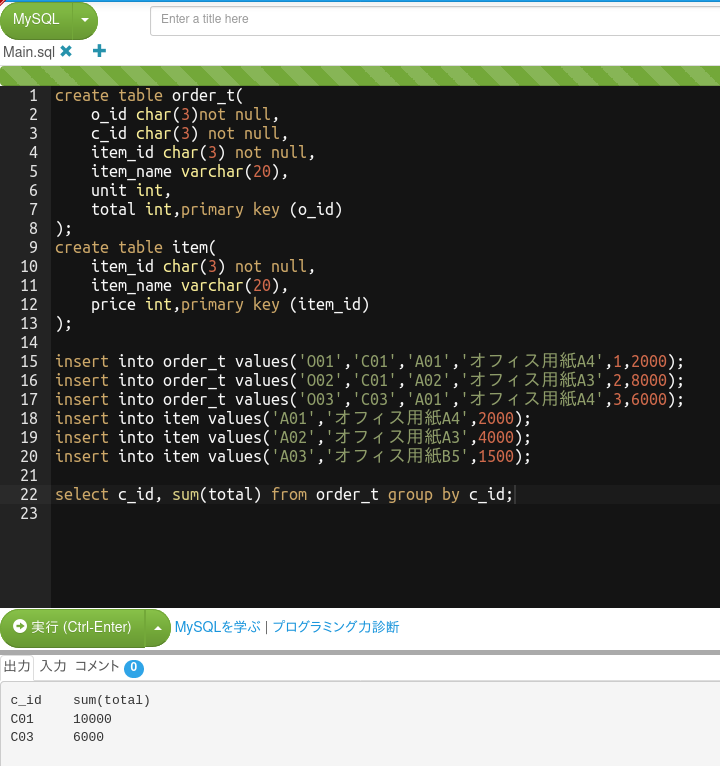 MySQL
Enter a title here
Main.sql
1 create table order_t(
2 o_id char(3)not null,
3 c_id char(3) not null,
4 item_id char(3) not null,
5 item_name varchar(20),
6 unit int,
7 total int,primary key (o_id)
8 );
9 create table item(
10 item_id char(3) not null,
11 item_name varchar(20),
12 price int,primary key (item_id)
13 );
14
15 insert into order_t values('O01','C01','A01','オフィス用紙A4',1,2000);
16 insert into order_t values('O02','C01','A02','オフィス用紙A3',2,8000);
17 insert into order_t values('O03','C03','A01','オフィス用紙A4',3,6000);
18 insert into item values('A01','オフィス用紙A4',2000);
19 insert into item values('A02','オフィス用紙A3',4000);
20 insert into item values('A03','オフィス用紙B5',1500);
21
22 select c_id, sum(total) from order_t group by c_id;
23
実行 (Ctrl-Enter) MySQLを学ぶ | プログラミング力診断
出力 入力 コメント 0
c_id sum(total)
C01 10000
C03 6000